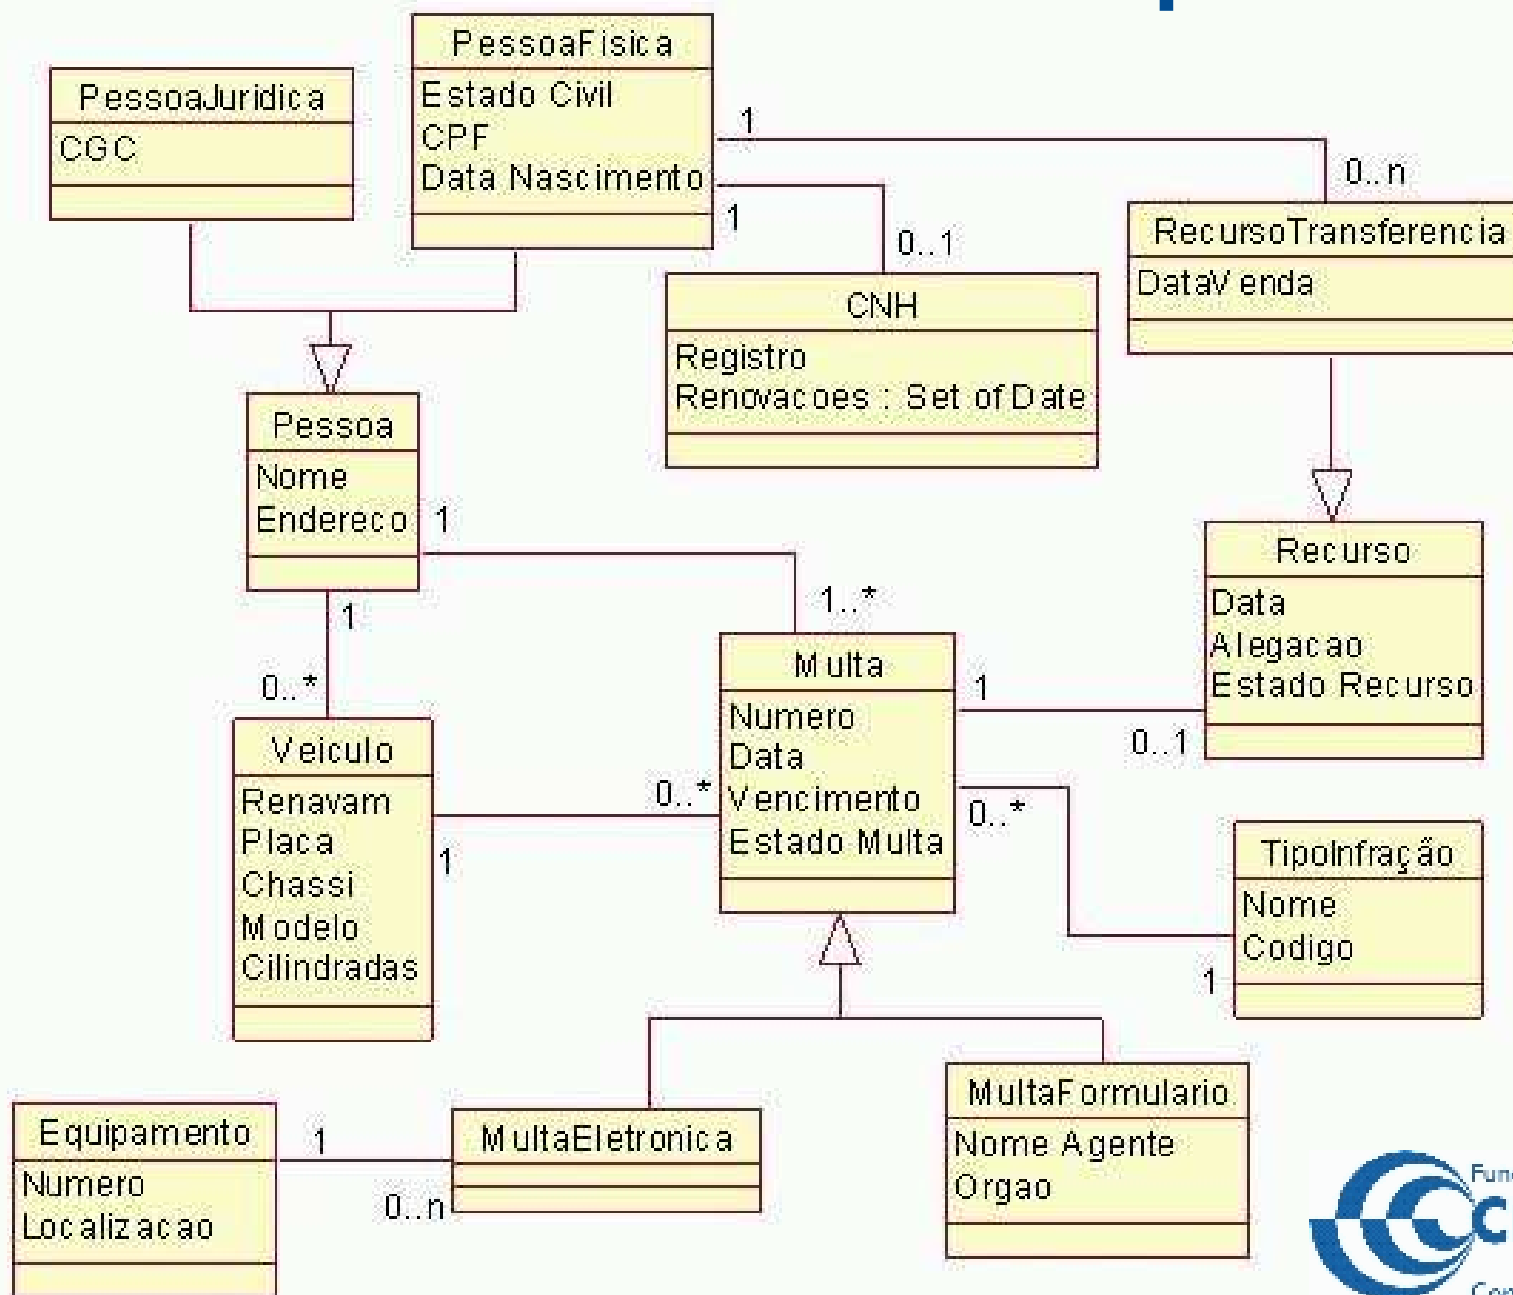 PessoaFisica
Estado Civil
CPF
Data Nascimento
PessoaJuridica
CGC
1
0..n
1
0..1
RecursoTransferencia
DataVenda
CNH
Registro
Renovacoes : Set of Date
Pessoa
Nome
Endereco
1
1..*
1
0..*
Recurso
Data
Alegacao
Estado Recurso
Multa
Numero
Data
Vencimento
Estado Multa
1
0..1
Veiculo
Renavam
Placa
Chassi
Modelo
Cilindradas
0..*
1
0..*
1
TipoInfração
Nome
Codigo
Equipamento
Numero
Localizacao
1
0..n
MultaEletronica
MultaFormulario
Nome Agente
Orgao